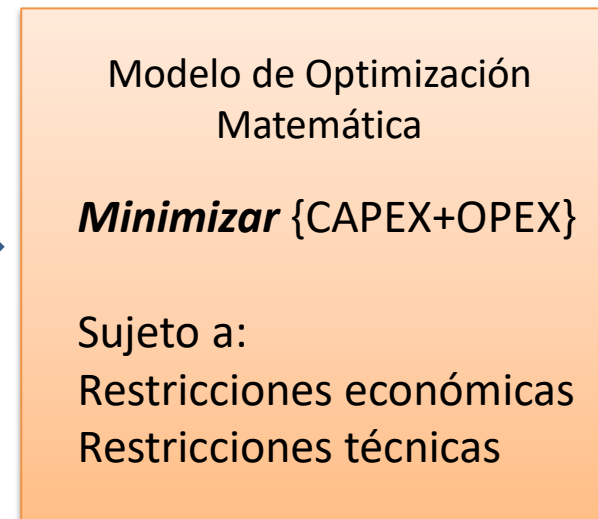 Modelo de Optimización
Matemática
Minimizar {CAPEX+OPEX}
Sujeto a:
Restricciones económicas
Restricciones técnicas